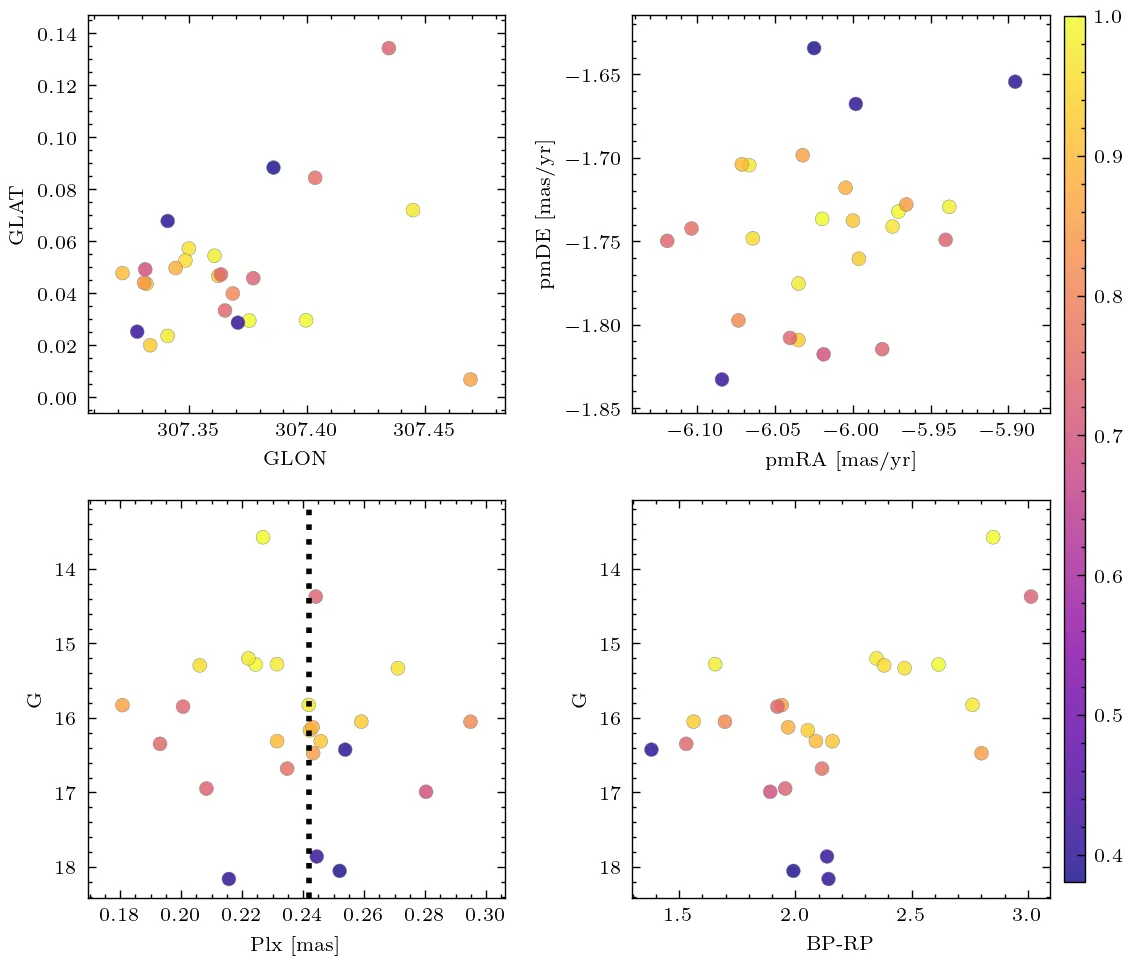 0.14
0.12
0.10
0.08
0.06
0.04
0.02
0.00
GLAT
307.35 307.40 307.45
GLON
−1.65
−1.70
−1.75
−1.80
−1.85
pmDE [mas/yr]
−6.10 −6.05 −6.00 −5.95 −5.90
pmRA [mas/yr]
1.0
0.9
0.8
0.7
0.6
0.5
0.4
14
15
16
17
18
G
0.18 0.20 0.22 0.24 0.26 0.28 0.30
Plx [mas]
14
15
16
17
18
G
1.5 2.0 2.5 3.0
BP-RP